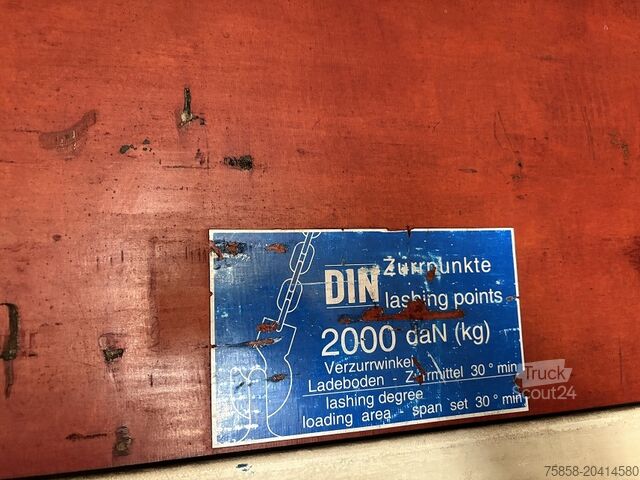 DIN Zurrpunkte
lashing points
2000 daN (kg)
Verzurrwinkel
Ladeboden - Zurrmittel 30° min
lashing degree
loading area - span set 30° min
Truck
Scout24
75858-20414580